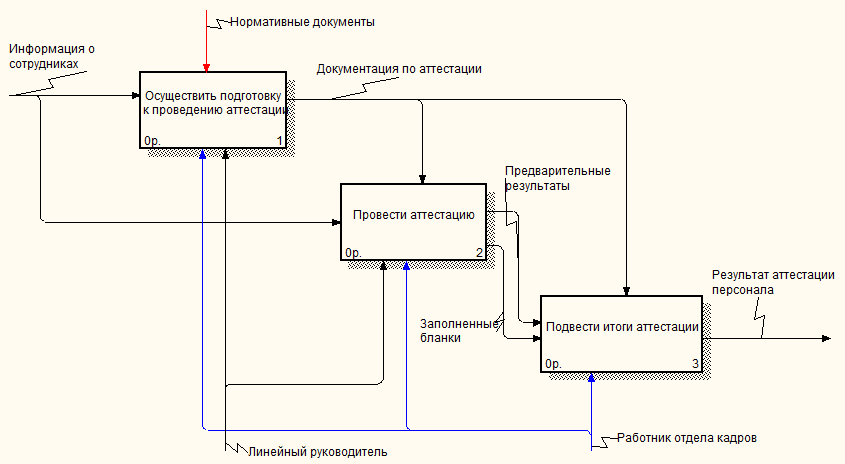 Нормативные документы
Информация о
сотрудниках
Документация по аттестации
Осуществить подготовку
к проведению аттестации
0р. 1
Предварительные
результаты
Провести аттестацию
0р. 2
Результат аттестации
персонала
Заполненные
бланки
Подвести итоги аттестации
0р. 3
Работник отдела кадров
Линейный руководитель